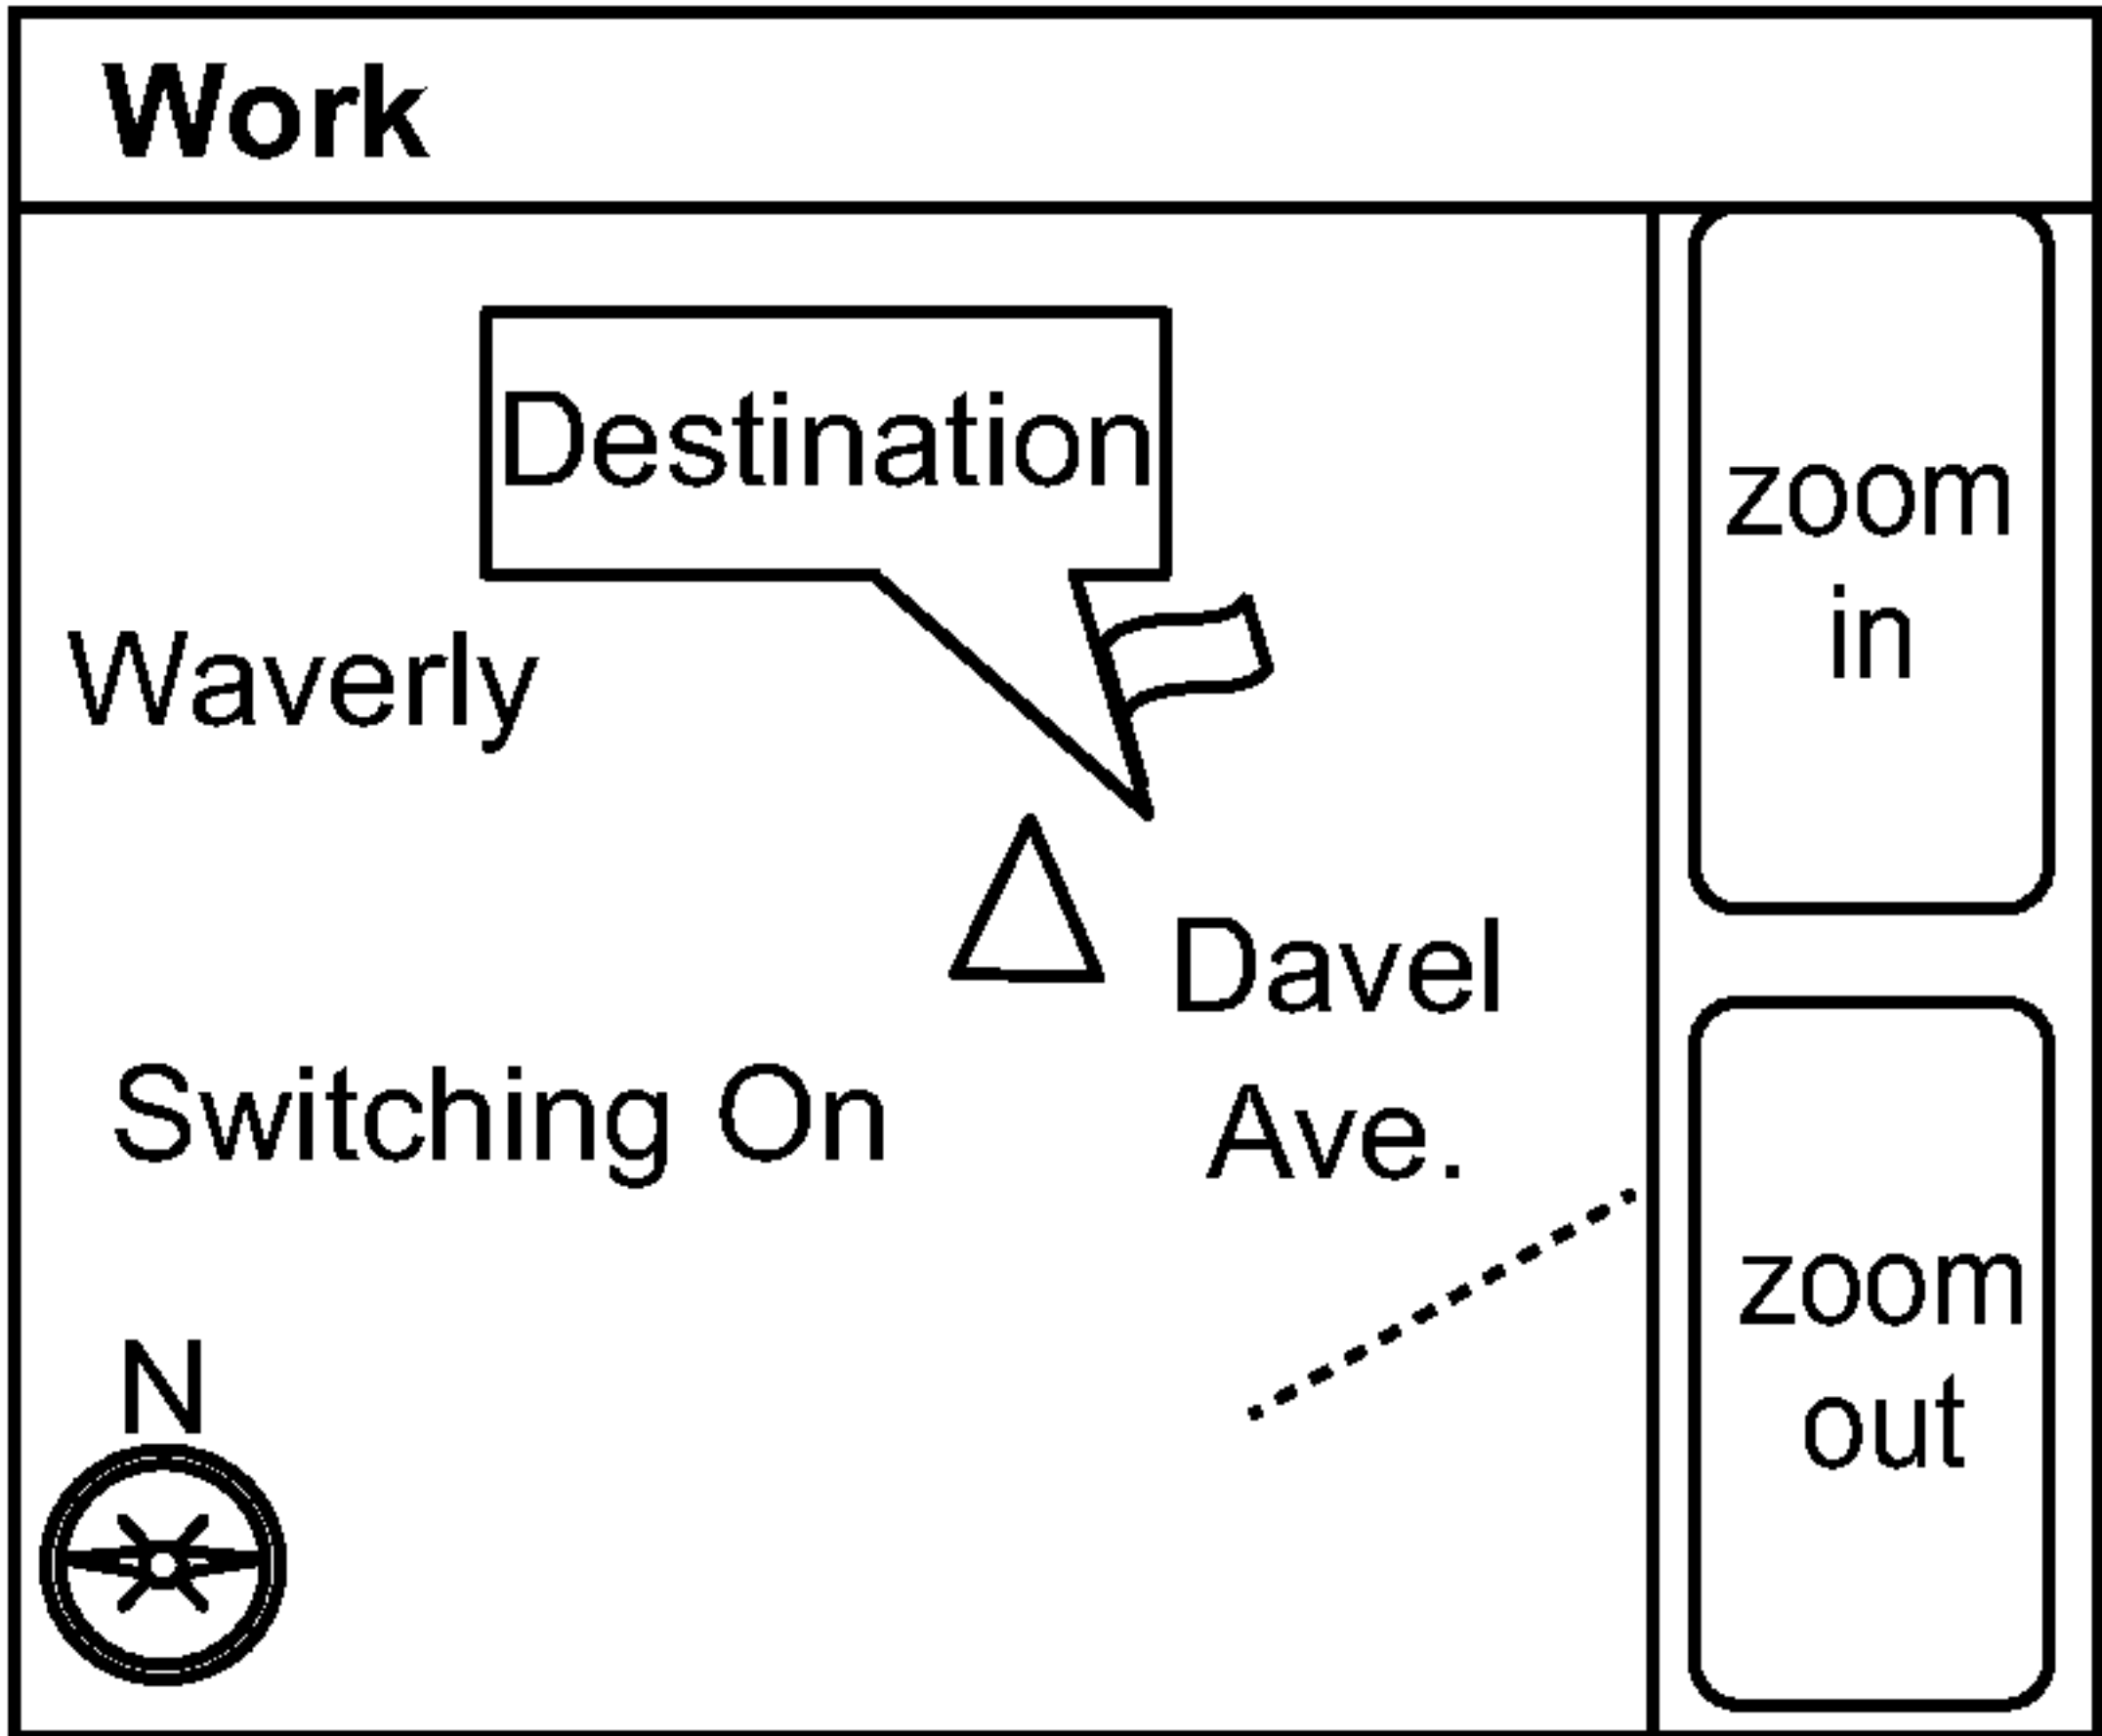 Work
Destination
zoom
in
Waverly
Davel
Ave.
Switching On
zoom
out
N